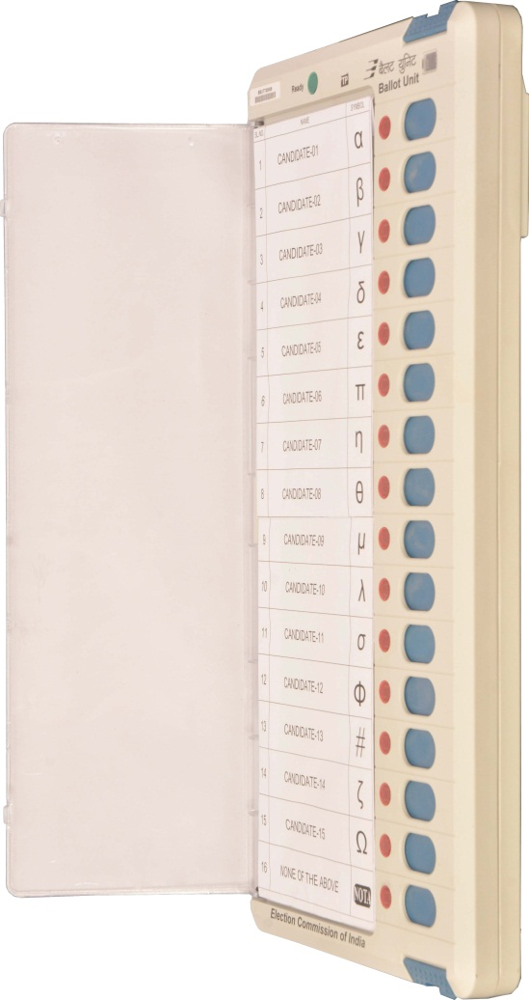 Ready
TP
बैलट युनिट
Ballot Unit
NAME SYMBOL
1 CANDIDATE-01 α
2 CANDIDATE-02 β
3 CANDIDATE-03 γ
4 CANDIDATE-04 δ
5 CANDIDATE-05 ε
6 CANDIDATE-06 π
7 CANDIDATE-07 η
8 CANDIDATE-08 θ
9 CANDIDATE-09 μ
10 CANDIDATE-10 λ
11 CANDIDATE-11 σ
12 CANDIDATE-12 Φ
13 CANDIDATE-13 #
14 CANDIDATE-14 ζ
15 CANDIDATE-15 Ω
16 NONE OF THE ABOVE NOTA
Election Commission of India